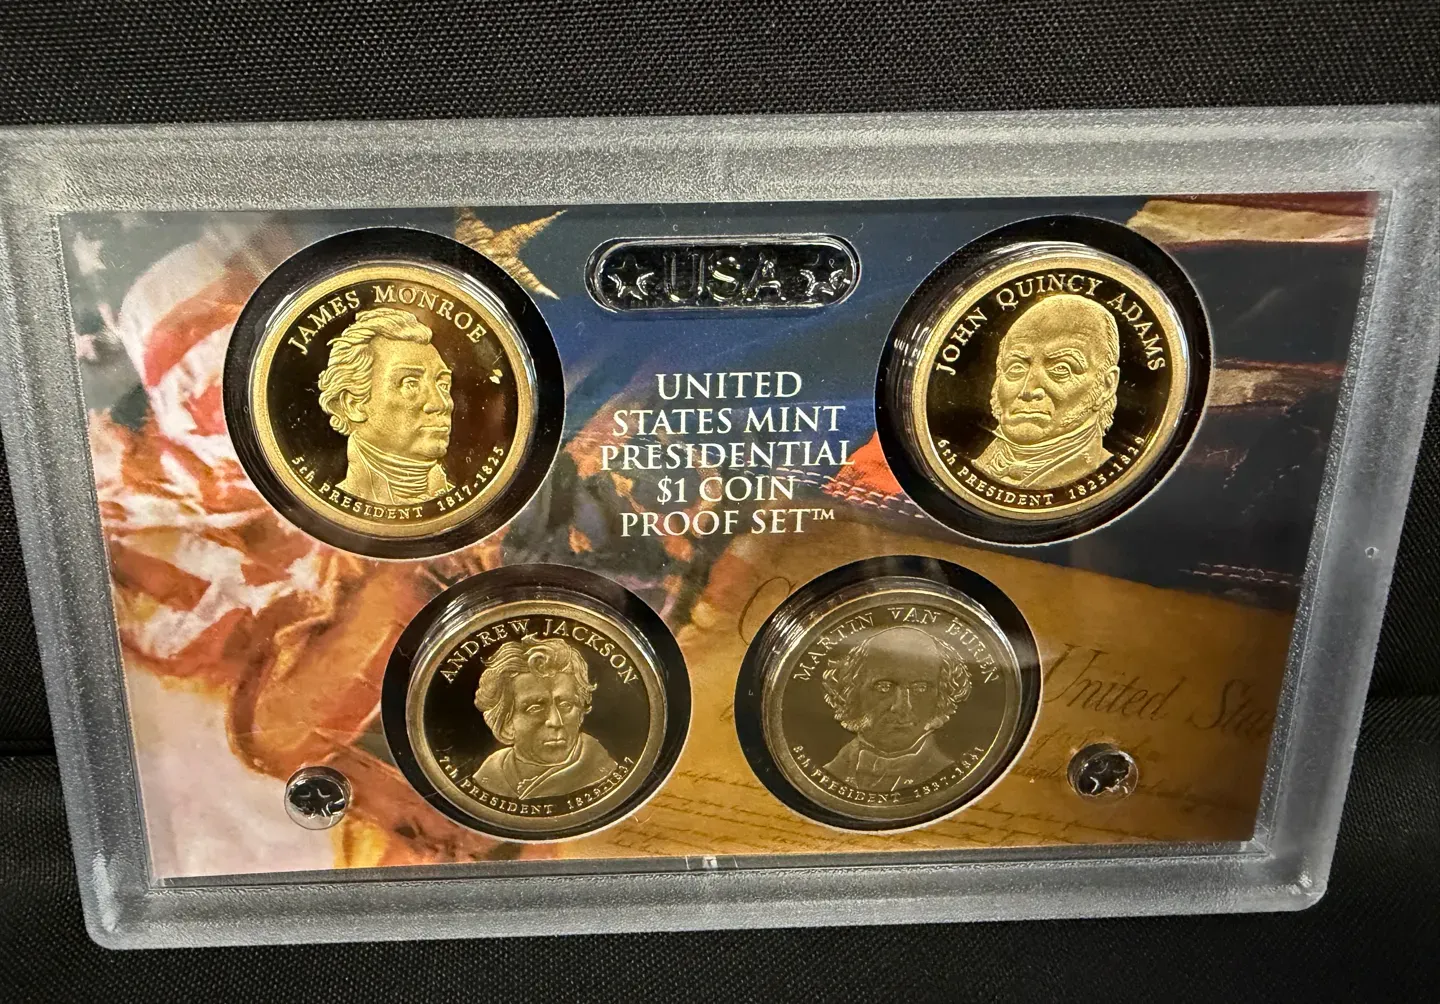 JAMES MONROE
5th PRESIDENT 1817-1825
USA
JOHN QUINCY ADAMS
6th PRESIDENT 1825-1829
UNITED
STATES MINT
PRESIDENTIAL
$1 COIN
PROOF SET™
ANDREW JACKSON
7th PRESIDENT 1829-1837
MARTIN VAN BUREN
8th PRESIDENT 1837-1841
United